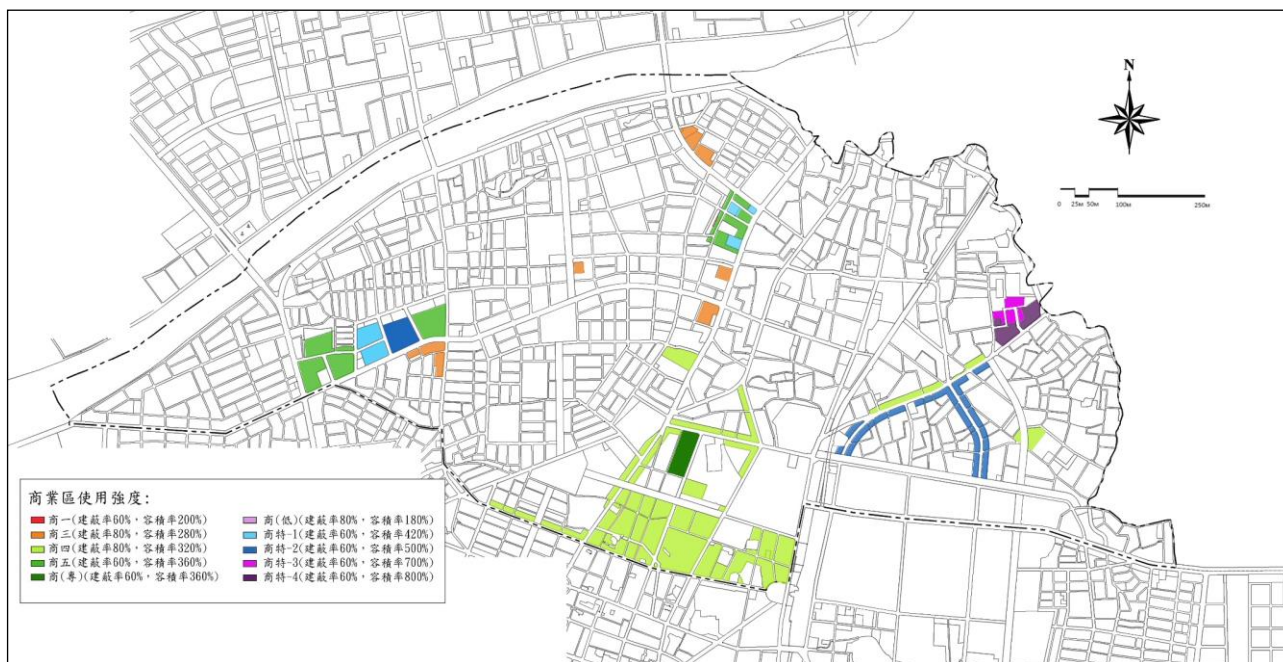 N
0 25M 50M 100M 250M
商業區使用強度:
商一(建蔽率60%,容積率200%)
商三(建蔽率80%,容積率280%)
商四(建蔽率80%,容積率320%)
商五(建蔽率60%,容積率360%)
商(專)(建蔽率60%,容積率360%)
商(低)(建蔽率80%,容積率180%)
商特-1(建蔽率60%,容積率420%)
商特-2(建蔽率60%,容積率500%)
商特-3(建蔽率60%,容積率700%)
商特-4(建蔽率60%,容積率800%)